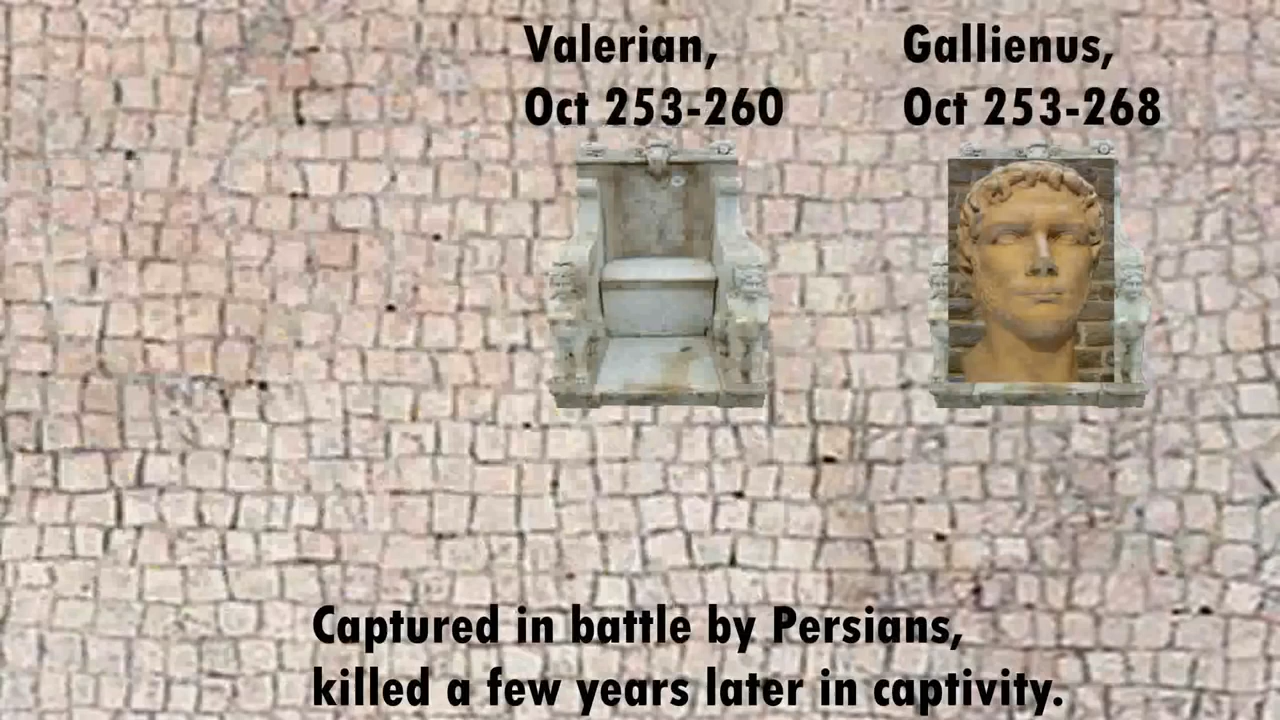 Valerian,
Oct 253-260
Gallienus,
Oct 253-268
Captured in battle by Persians,
killed a few years later in captivity.